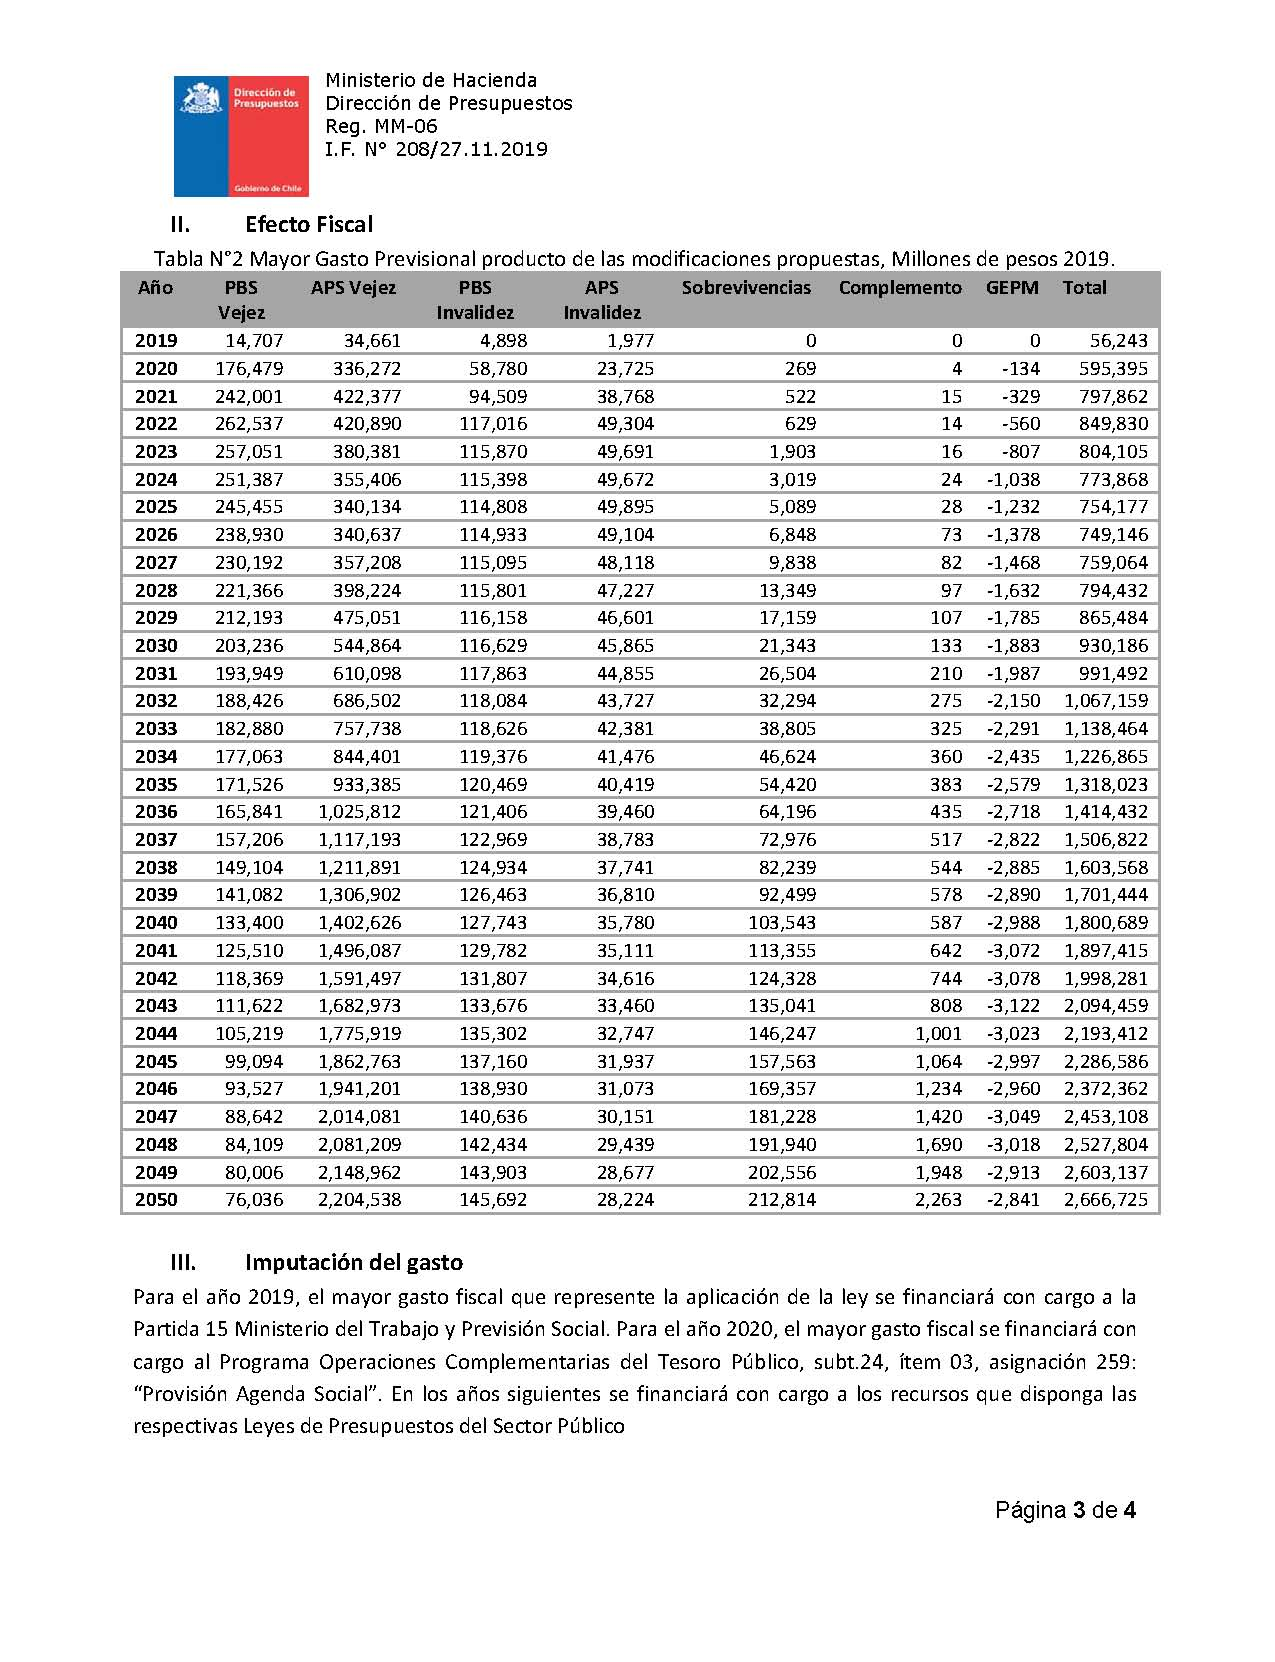 Dirección de
Presupuestos
Gobierno de Chile
Ministerio de Hacienda
Dirección de Presupuestos
Reg. MM-06
I.F. N° 208/27.11.2019
II. Efecto Fiscal
Tabla N°2 Mayor Gasto Previsional producto de las modificaciones propuestas, Millones de pesos 2019.
Año PBS Vejez APS Vejez PBS Invalidez APS Invalidez Sobrevivencias Complemento GEPM Total
2019 14,707 34,661 4,898 1,977 0 0 0 56,243
2020 176,479 336,272 58,780 23,725 269 4 -134 595,395
2021 242,001 422,377 94,509 38,768 522 15 -329 797,862
2022 262,537 420,890 117,016 49,304 629 14 -560 849,830
2023 257,051 380,381 115,870 49,691 1,903 16 -807 804,105
2024 251,387 355,406 115,398 49,672 3,019 24 -1,038 773,868
2025 245,455 340,134 114,808 49,895 5,089 28 -1,232 754,177
2026 238,930 340,637 114,933 49,104 6,848 73 -1,378 749,146
2027 230,192 357,208 115,095 48,118 9,838 82 -1,468 759,064
2028 221,366 398,224 115,801 47,227 13,349 97 -1,632 794,432
2029 212,193 475,051 116,158 46,601 17,159 107 -1,785 865,484
2030 203,236 544,864 116,629 45,865 21,343 133 -1,883 930,186
2031 193,949 610,098 117,863 44,855 26,504 210 -1,987 991,492
2032 188,426 686,502 118,084 43,727 32,294 275 -2,150 1,067,159
2033 182,880 757,738 118,626 42,381 38,805 325 -2,291 1,138,464
2034 177,063 844,401 119,376 41,476 46,624 360 -2,435 1,226,865
2035 171,526 933,385 120,469 40,419 54,420 383 -2,579 1,318,023
2036 165,841 1,025,812 121,406 39,460 64,196 435 -2,718 1,414,432
2037 157,206 1,117,193 122,969 38,783 72,976 517 -2,822 1,506,822
2038 149,104 1,211,891 124,934 37,741 82,239 544 -2,885 1,603,568
2039 141,082 1,306,902 126,463 36,810 92,499 578 -2,890 1,701,444
2040 133,400 1,402,626 127,743 35,780 103,543 587 -2,988 1,800,689
2041 125,510 1,496,087 129,782 35,111 113,355 642 -3,072 1,897,415
2042 118,369 1,591,497 131,807 34,616 124,328 744 -3,078 1,998,281
2043 111,622 1,682,973 133,676 33,460 135,041 808 -3,122 2,094,459
2044 105,219 1,775,919 135,302 32,747 146,247 1,001 -3,023 2,193,412
2045 99,094 1,862,763 137,160 31,937 157,563 1,064 -2,997 2,286,586
2046 93,527 1,941,201 138,930 31,073 169,357 1,234 -2,960 2,372,362
2047 88,642 2,014,081 140,636 30,151 181,228 1,420 -3,049 2,453,108
2048 84,109 2,081,209 142,434 29,439 191,940 1,690 -3,018 2,527,804
2049 80,006 2,148,962 143,903 28,677 202,556 1,948 -2,913 2,603,137
2050 76,036 2,204,538 145,692 28,224 212,814 2,263 -2,841 2,666,725
III. Imputación del gasto
Para el año 2019, el mayor gasto fiscal que represente la aplicación de la ley se financiará con cargo a la
Partida 15 Ministerio del Trabajo y Previsión Social. Para el año 2020, el mayor gasto fiscal se financiará con
cargo al Programa Operaciones Complementarias del Tesoro Público, subt.24, ítem 03, asignación 259:
“Provisión Agenda Social”. En los años siguientes se financiará con cargo a los recursos que disponga las
respectivas Leyes de Presupuestos del Sector Público
Página 3 de 4